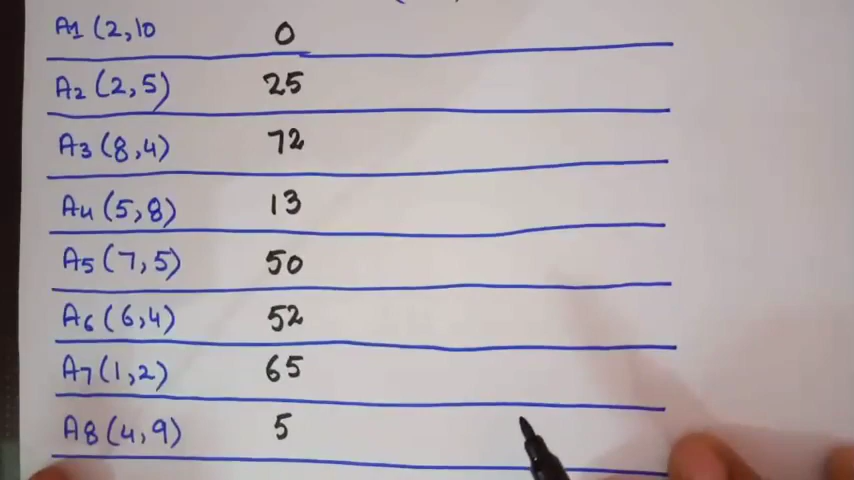 A1 (2,10 0
A2 (2,5) 25
A3 (8,4) 72
A4 (5,8) 13
A5 (7,5) 50
A6 (6,4) 52
A7 (1,2) 65
A8 (4,9) 5